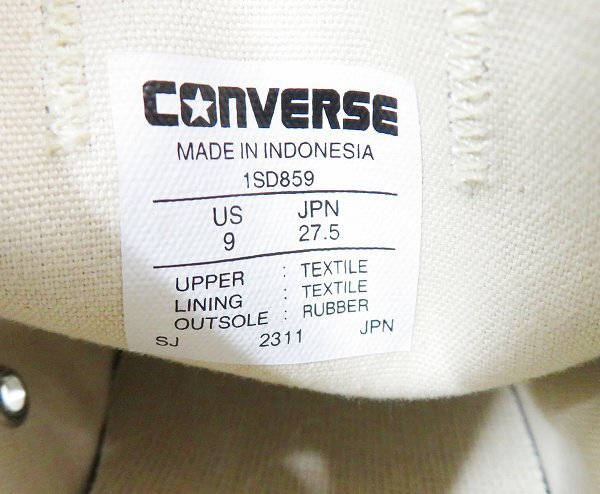 CONVERSE
MADE IN INDONESIA
1SD859
US JPN
9 27.5
UPPER : TEXTILE
LINING : TEXTILE
OUTSOLE : RUBBER
SJ 2311 JPN